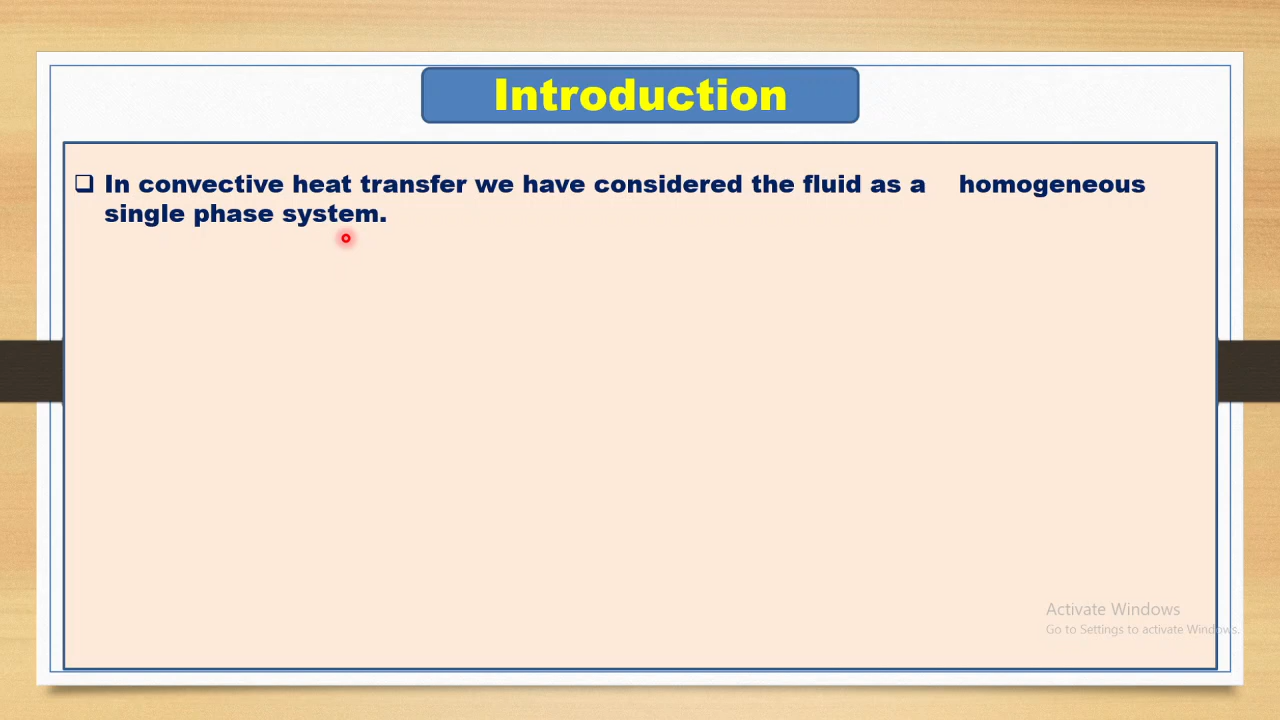 Introduction
❑ In convective heat transfer we have considered the fluid as a homogeneous
single phase system.
Activate Windows
Go to Settings to activate Windows.